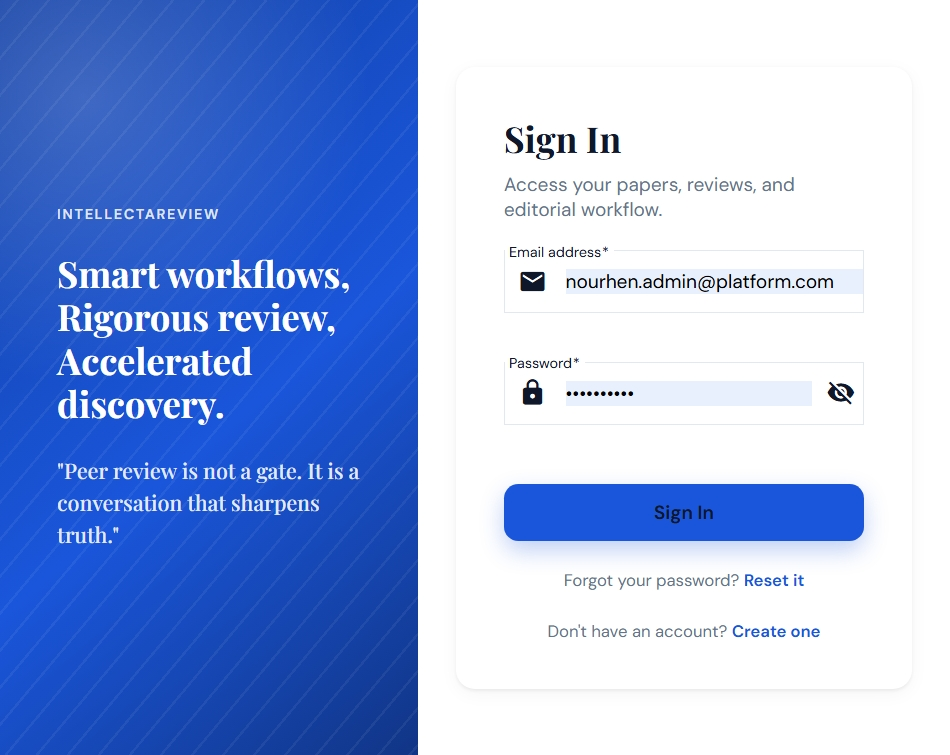 INTELLECTAREVIEW
Smart workflows,
Rigorous review,
Accelerated
discovery.
"Peer review is not a gate. It is a
conversation that sharpens
truth."
Sign In
Access your papers, reviews, and
editorial workflow.
Email address*
nourhen.admin@platform.com
Password*
••••••••••
Sign In
Forgot your password? Reset it
Don't have an account? Create one